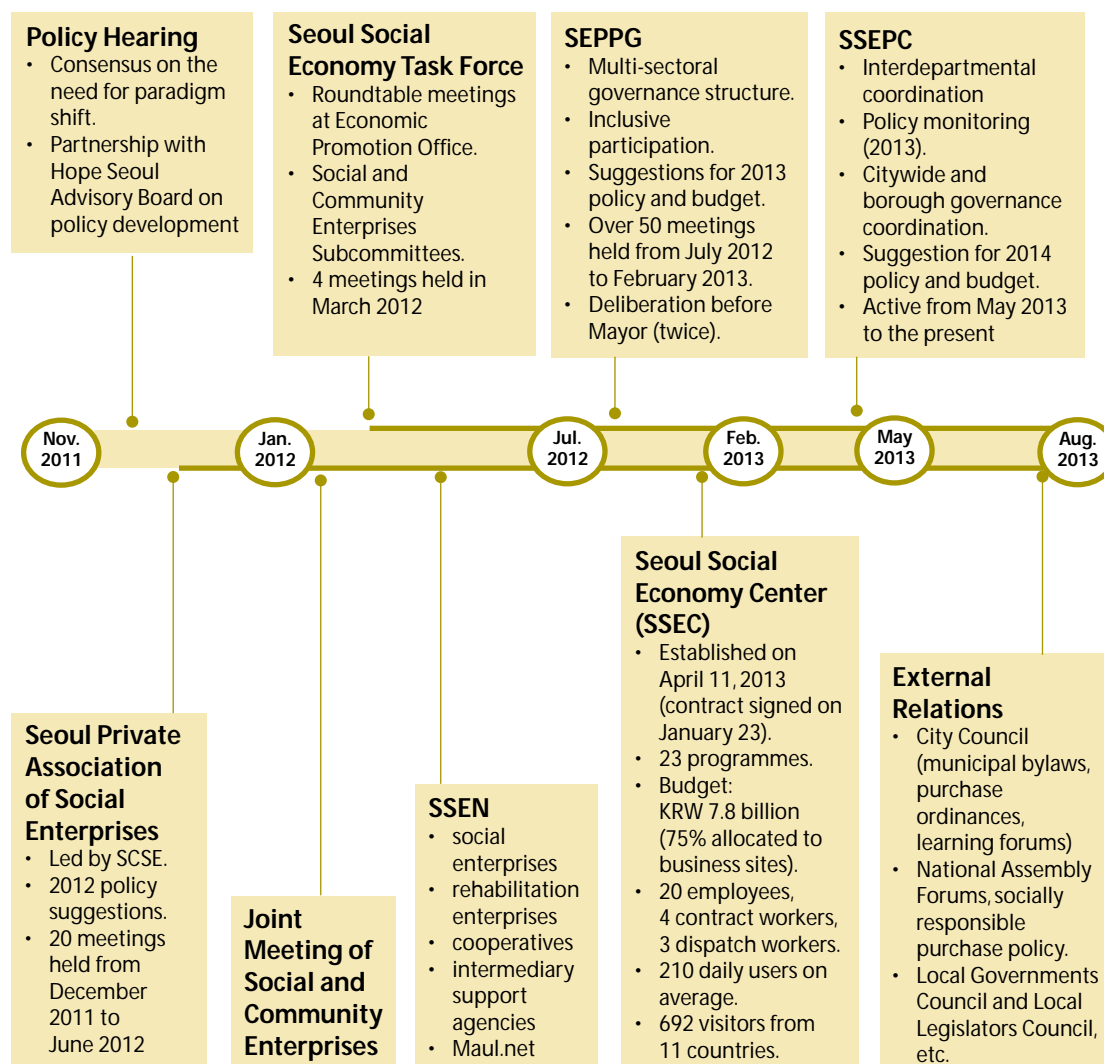 Policy Hearing
• Consensus on the
need for paradigm
shift.
• Partnership with
Hope Seoul
Advisory Board on
policy development
Seoul Social
Economy Task Force
• Roundtable meetings
at Economic
Promotion Office.
• Social and
Community
Enterprises
Subcommittees.
• 4 meetings held in
March 2012
SEPPG
• Multi-sectoral
governance structure.
• Inclusive
participation.
• Suggestions for 2013
policy and budget.
• Over 50 meetings
held from July 2012
to February 2013.
• Deliberation before
Mayor (twice).
SSEPC
• Interdepartmental
coordination
• Policy monitoring
(2013).
• Citywide and
borough governance
coordination.
• Suggestion for 2014
policy and budget.
• Active from May 2013
to the present
Nov.
2011
Jan.
2012
Jul.
2012
Feb.
2013
May
2013
Aug.
2013
Seoul Private
Association
of Social
Enterprises
• Led by SCSE.
• 2012 policy
suggestions.
• 20 meetings
held from
December
2011 to
June 2012
Joint
Meeting of
Social and
Community
Enterprises
SSEN
• social
enterprises
• rehabilitation
enterprises
• cooperatives
• intermediary
support
agencies
• Maul.net
Seoul Social
Economy Center
(SSEC)
• Established on
April 11, 2013
(contract signed on
January 23).
• 23 programmes.
• Budget:
KRW 7.8 billion
(75% allocated to
business sites).
• 20 employees,
4 contract workers,
3 dispatch workers.
• 210 daily users on
average.
• 692 visitors from
11 countries.
External
Relations
• City Council
(municipal bylaws,
purchase
ordinances,
learning forums)
• National Assembly
Forums, socially
responsible
purchase policy.
• Local Governments
Council and Local
Legislators Council,
etc.